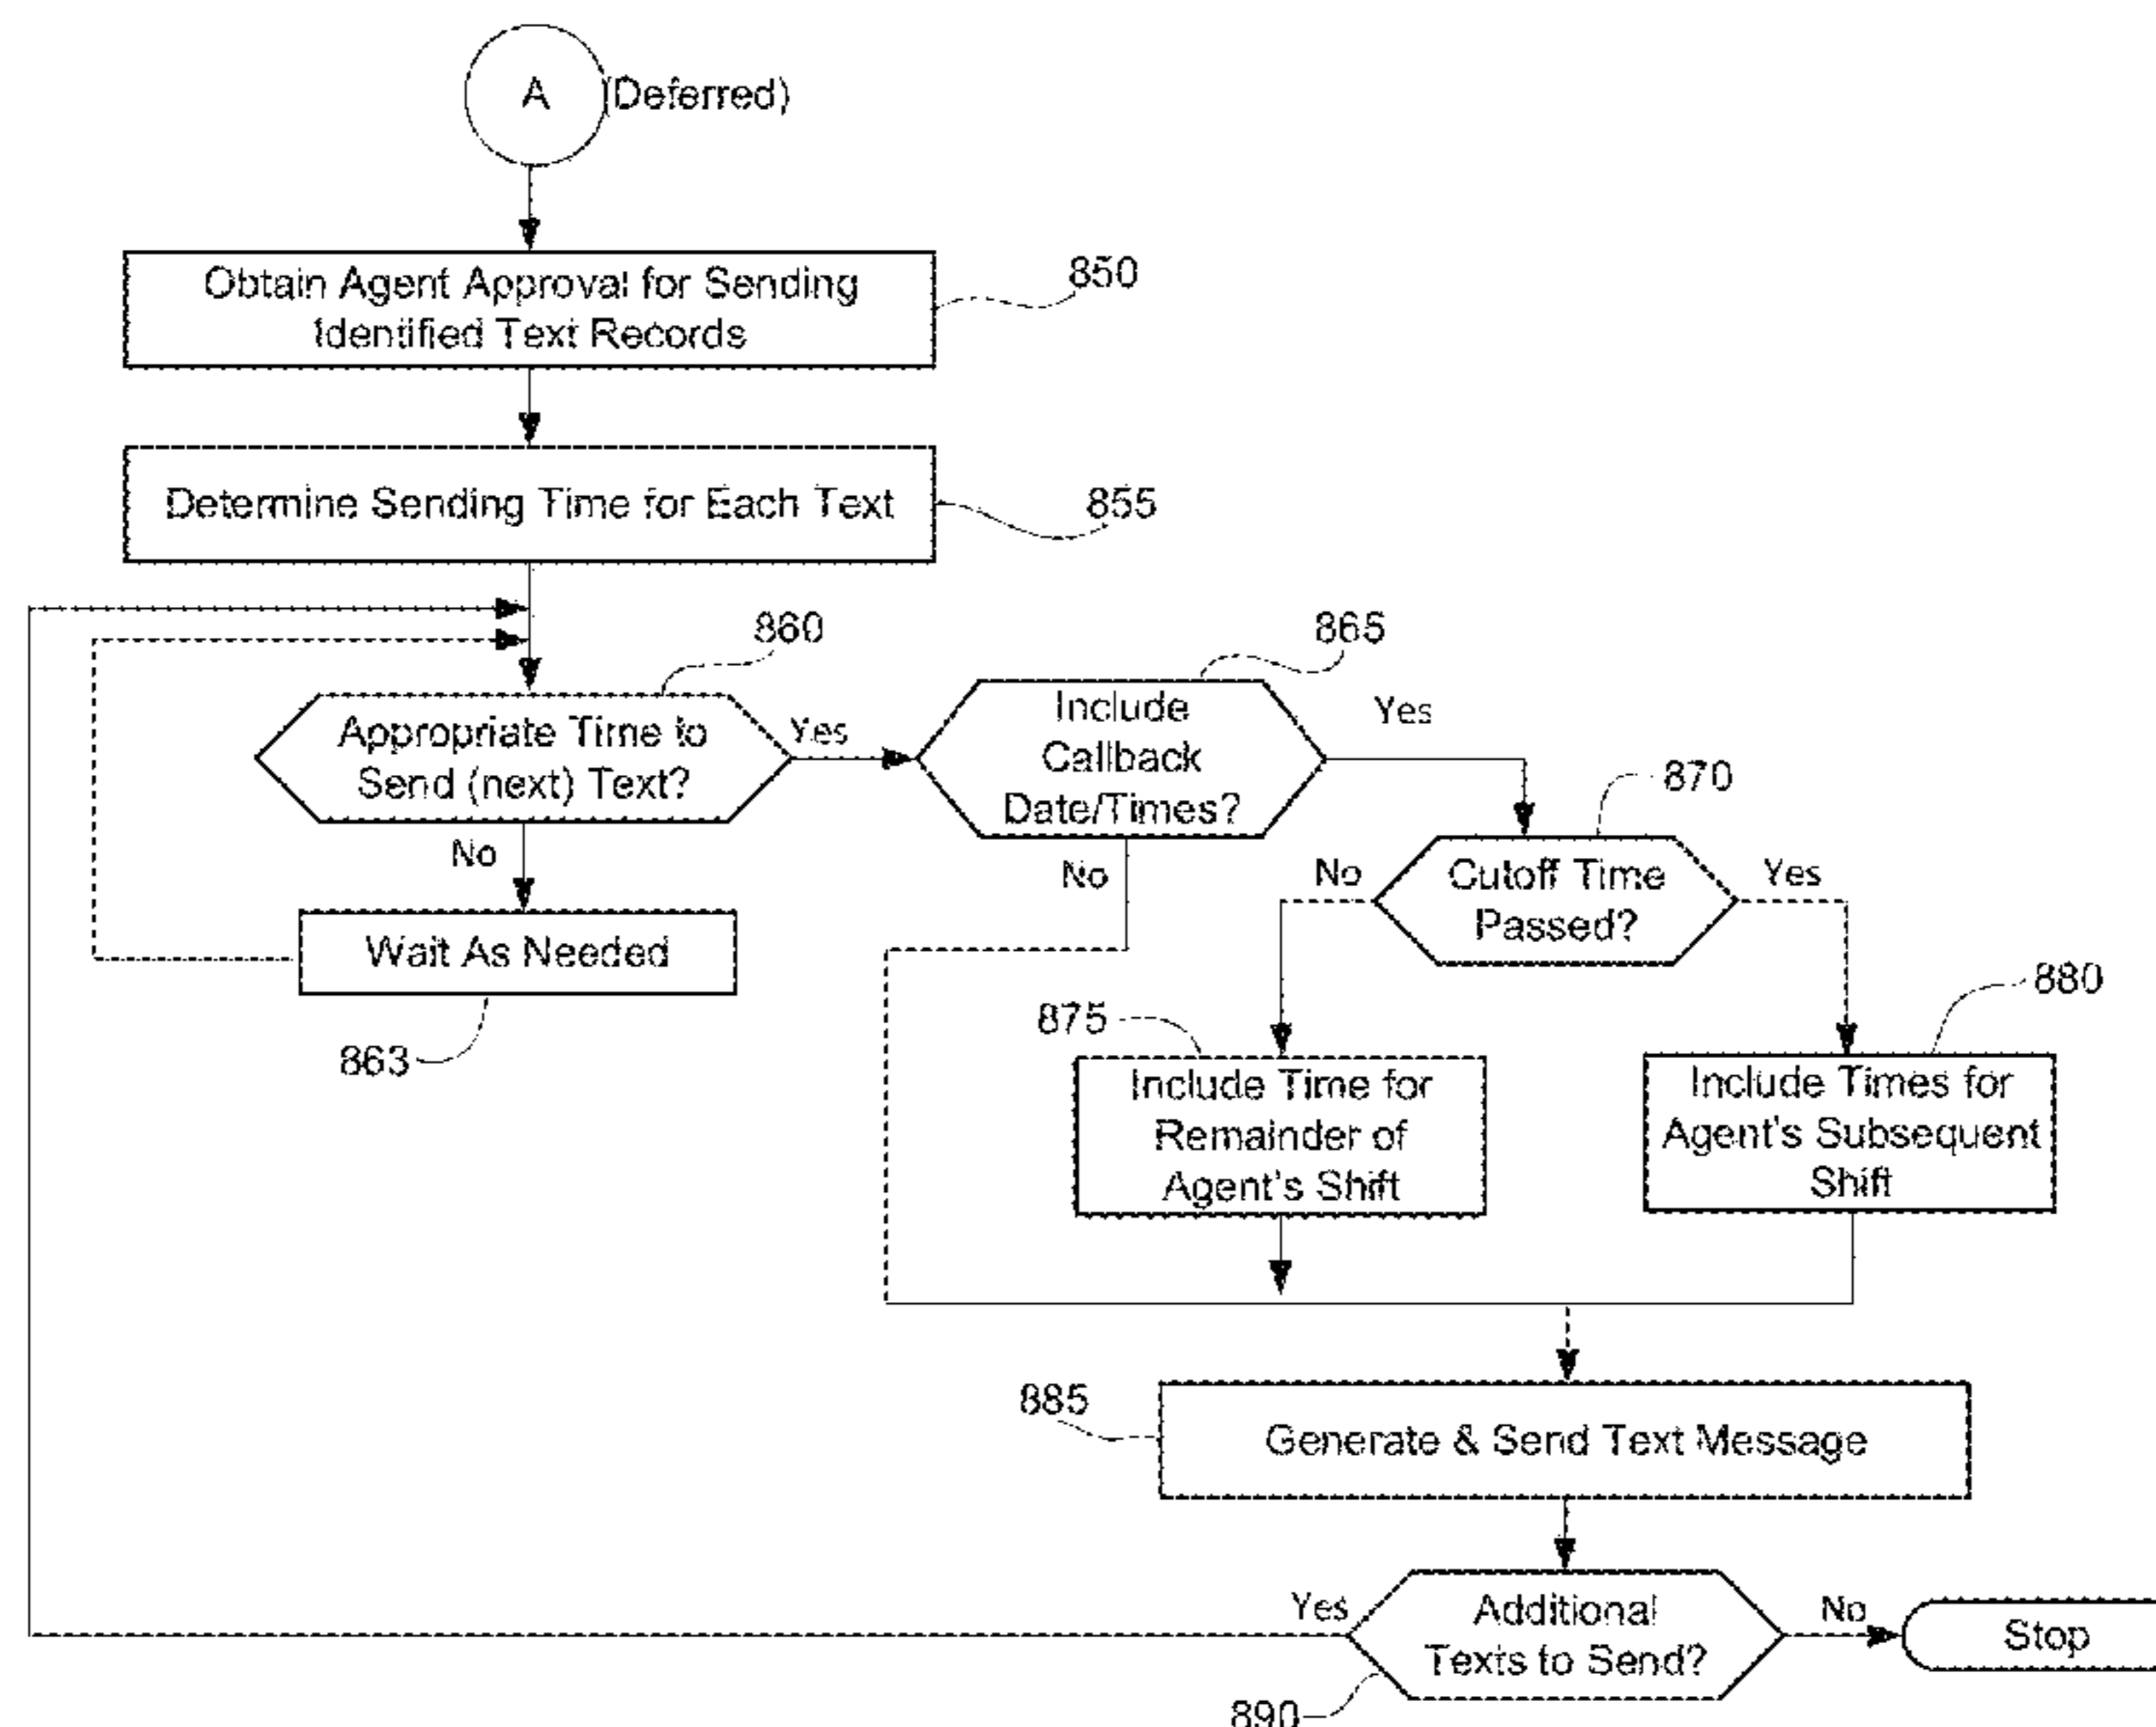 A (Deferred)
Obtain Agent Approval for Sending
Identified Text Records
850
Determine Sending Time for Each Text
855
860
865
Appropriate Time to
Send (next) Text?
Yes
No
Include
Callback
Date/Times?
Yes
No
870
Cutoff Time
Passed?
No
Yes
Wait As Needed
863
875
880
Include Time for
Remainder of
Agent's Shift
Include Times for
Agent's Subsequent
Shift
885
Generate & Send Text Message
Additional
Texts to Send?
Yes
No
Stop
890